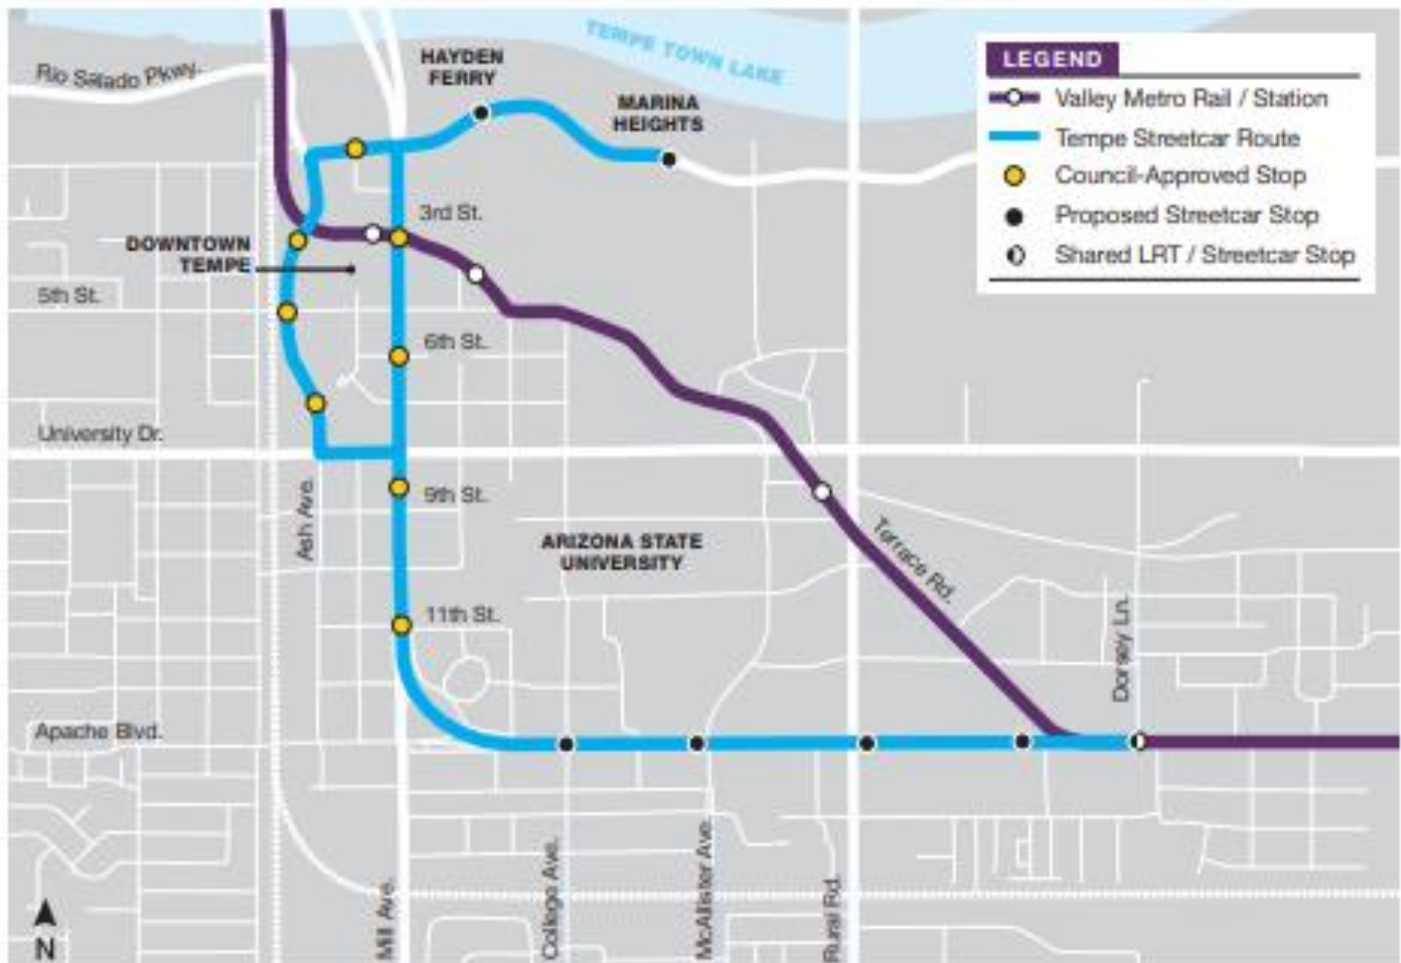 TEMPE TOWN LAKE
Rio Salado Pkwy.
HAYDEN
FERRY
MARINA
HEIGHTS
LEGEND
Valley Metro Rail / Station
Tempe Streetcar Route
Council-Approved Stop
Proposed Streetcar Stop
Shared LRT / Streetcar Stop
3rd St.
DOWNTOWN
TEMPE
5th St.
6th St.
University Dr.
9th St.
Ash Ave.
ARIZONA STATE
UNIVERSITY
Terrace Rd.
11th St.
Dorsey Ln.
Apache Blvd.
Mill Ave.
College Ave.
McAllister Ave.
Rural Rd.
N